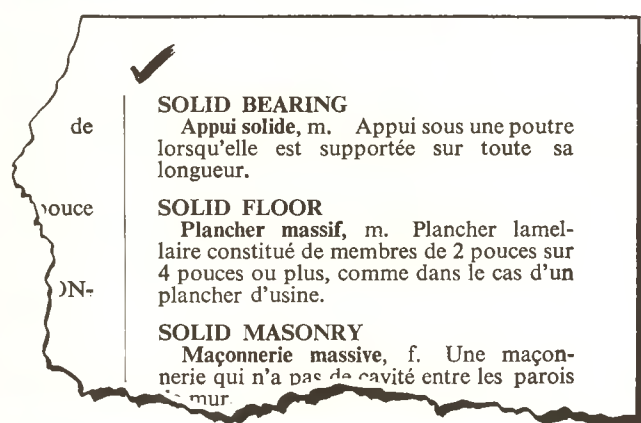 de
pouce
ON-
SOLID BEARING
Appui solide, m. Appui sous une poutre
lorsqu'elle est supportée sur toute sa
longueur.
SOLID FLOOR
Plancher massif, m. Plancher lamel-
laire constitué de membres de 2 pouces sur
4 pouces ou plus, comme dans le cas d'un
plancher d'usine.
SOLID MASONRY
Maçonnerie massive, f. Une maçon-
nerie qui n'a pas de cavité entre les parois
mur.